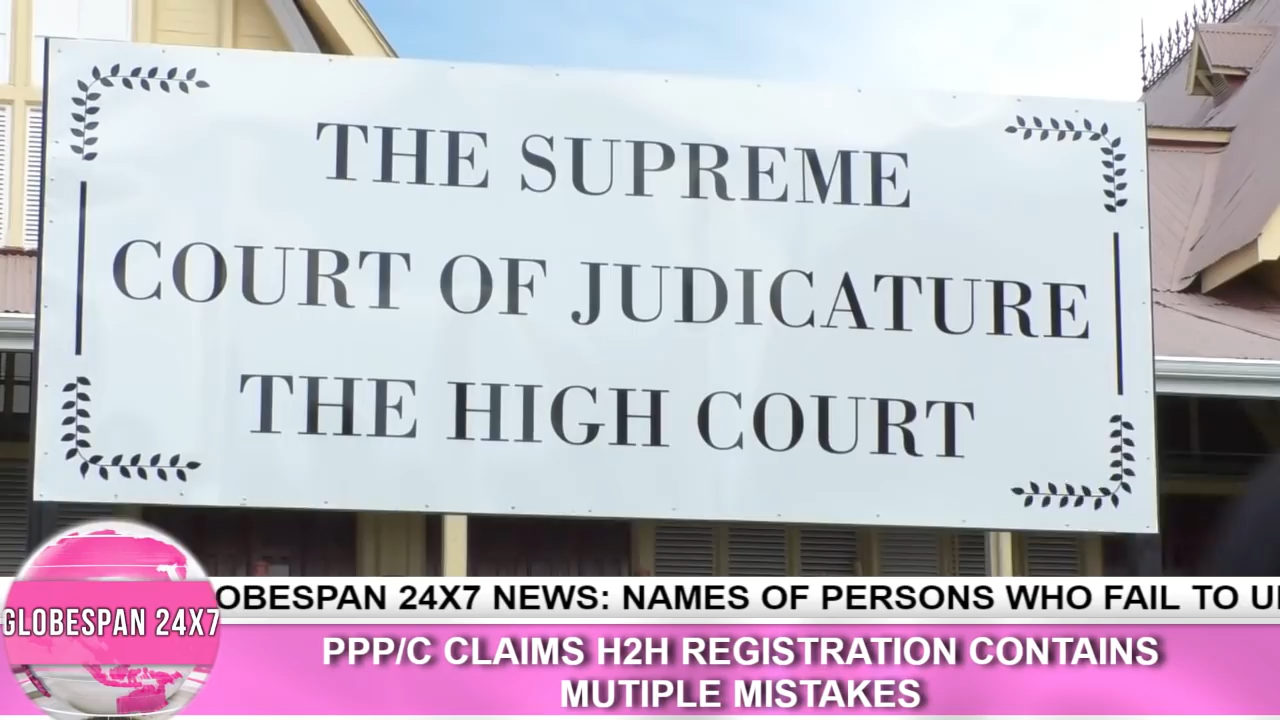 THE SUPREME
COURT OF JUDICATURE
THE HIGH COURT
OBESPAN 24X7 NEWS: NAMES OF PERSONS WHO FAIL TO
GLOBESPAN 24X7
PPP/C CLAIMS H2H REGISTRATION CONTAINS
MUTIPLE MISTAKES